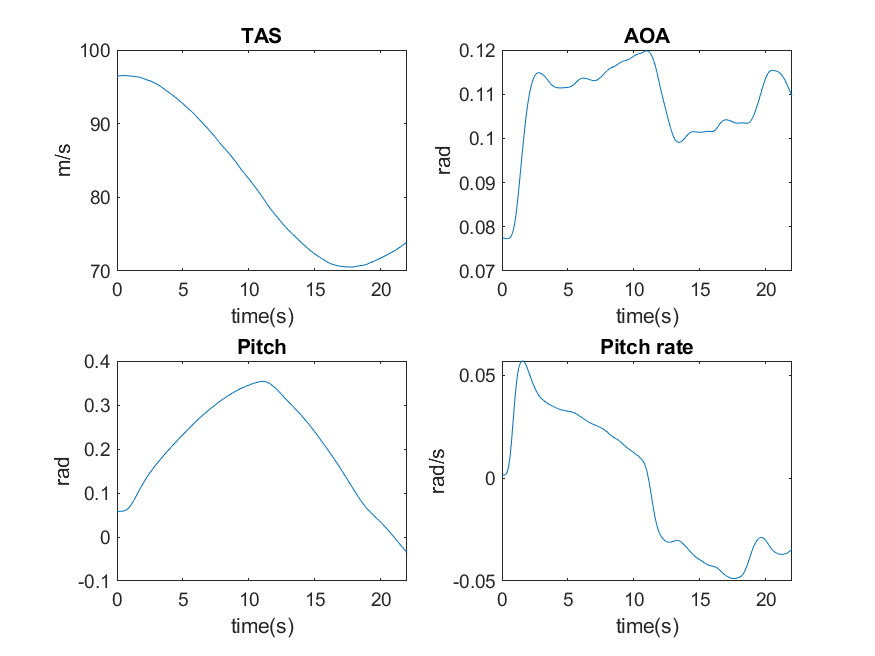 TAS
100
90
80
70
m/s
0 5 10 15 20
time(s)
AOA
0.12
0.11
0.1
0.09
0.08
0.07
rad
0 5 10 15 20
time(s)
Pitch
0.4
0.3
0.2
0.1
0
-0.1
rad
0 5 10 15 20
time(s)
Pitch rate
0.05
0
-0.05
rad/s
0 5 10 15 20
time(s)